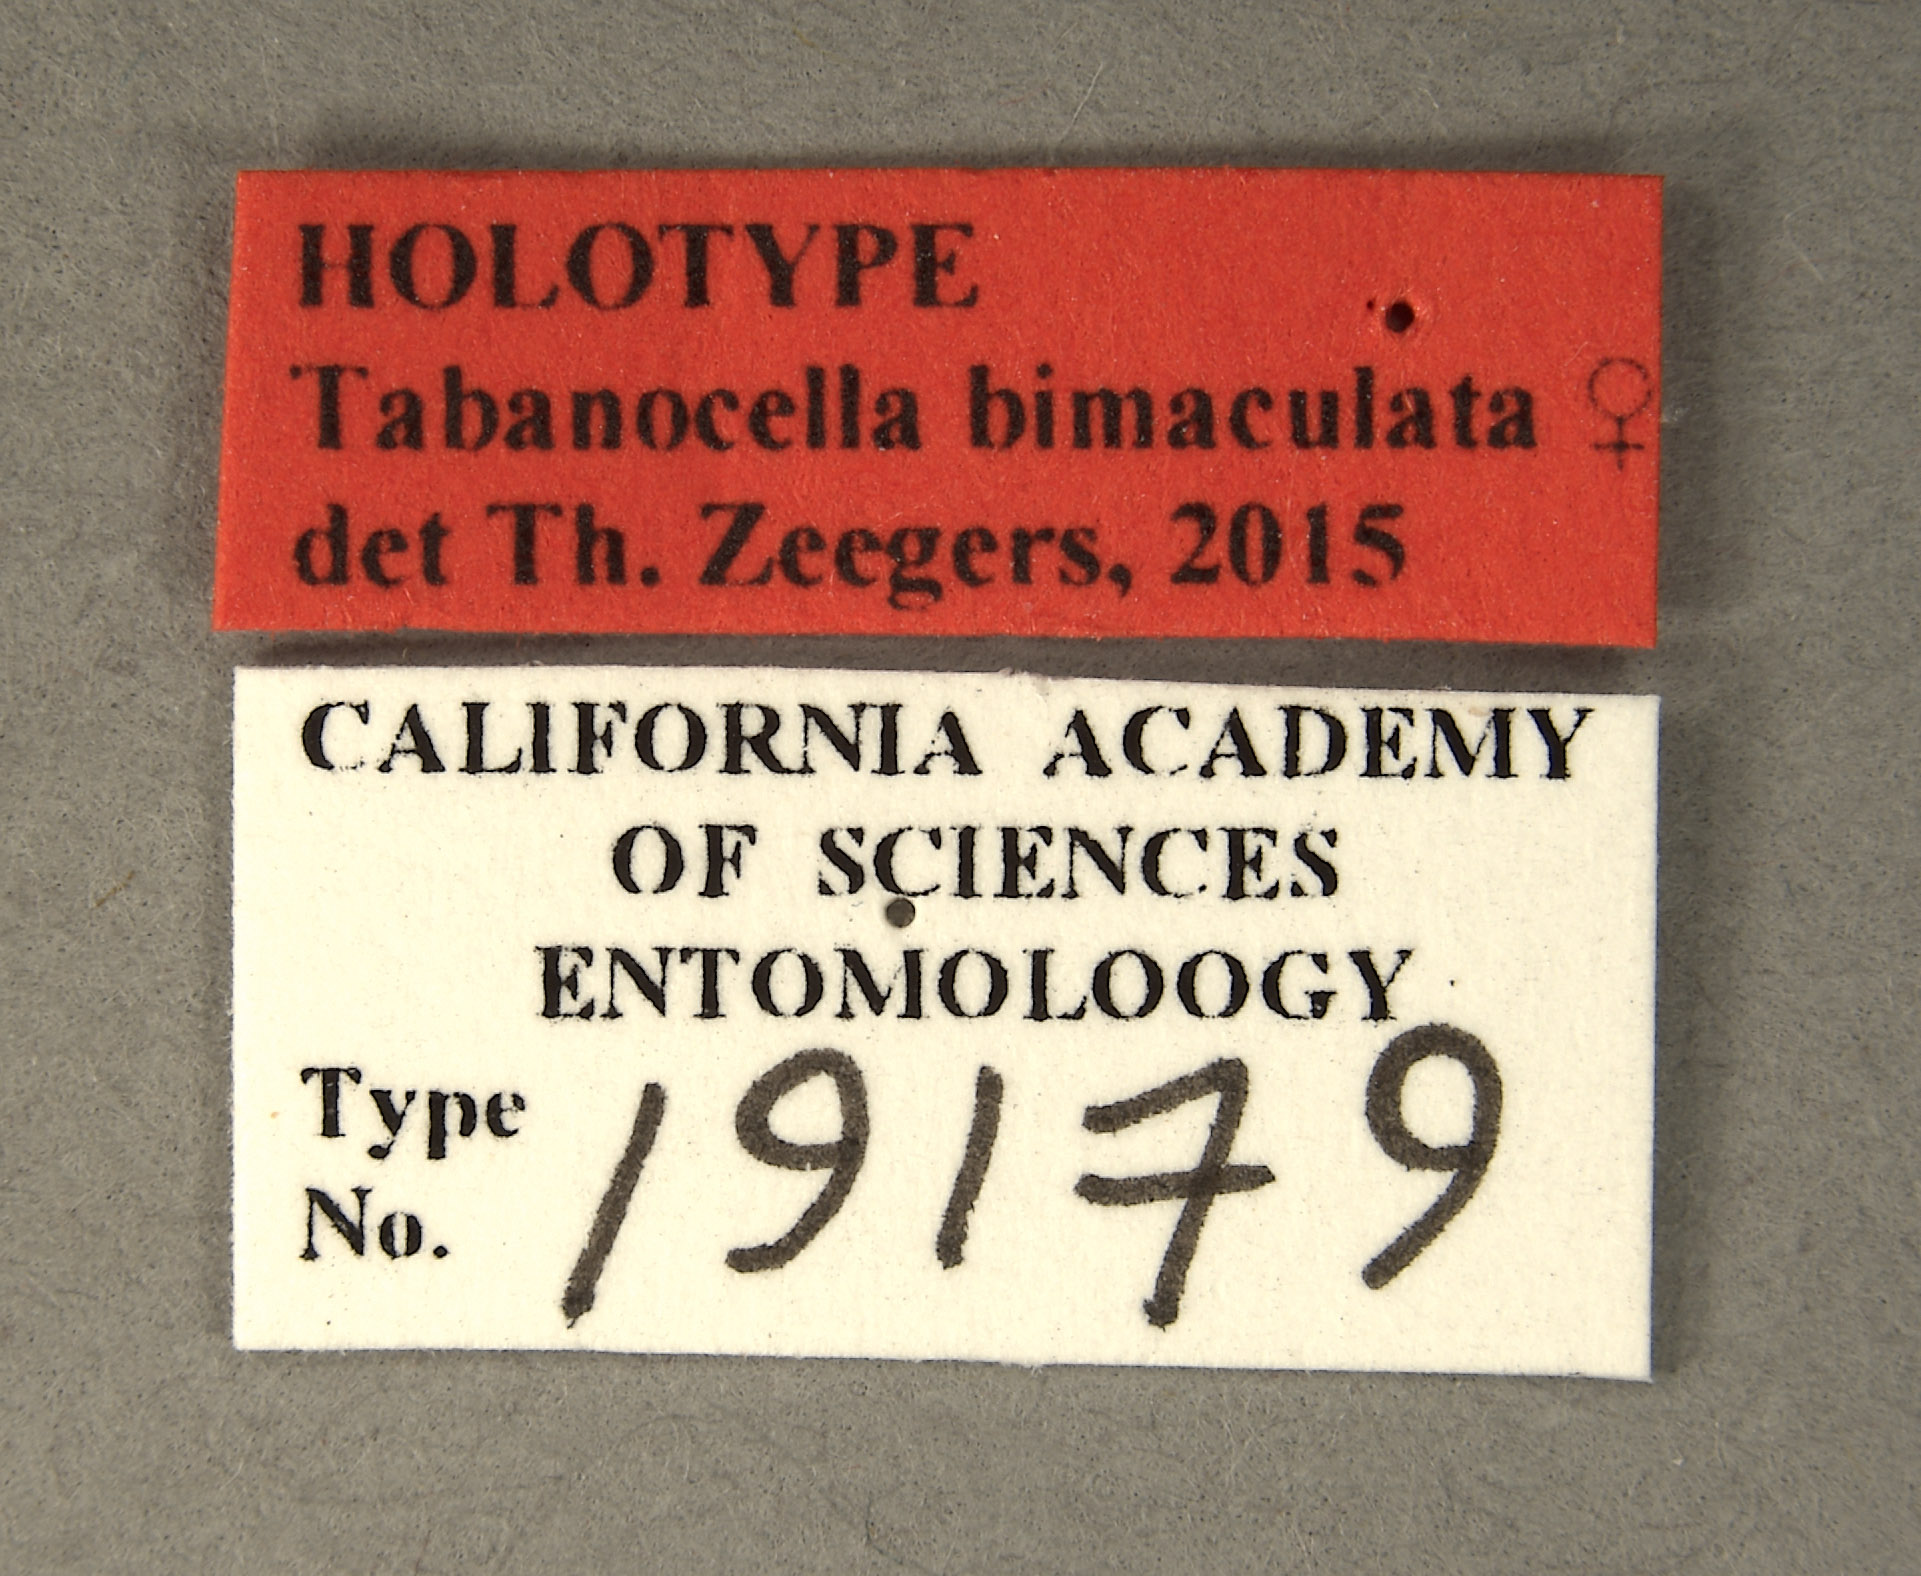 HOLOTYPE
Tabanocella bimaculata ♀
det Th. Zeegers, 2015
CALIFORNIA ACADEMY
OF SCIENCES
ENTOMOLOOGY
Type
No. 19179